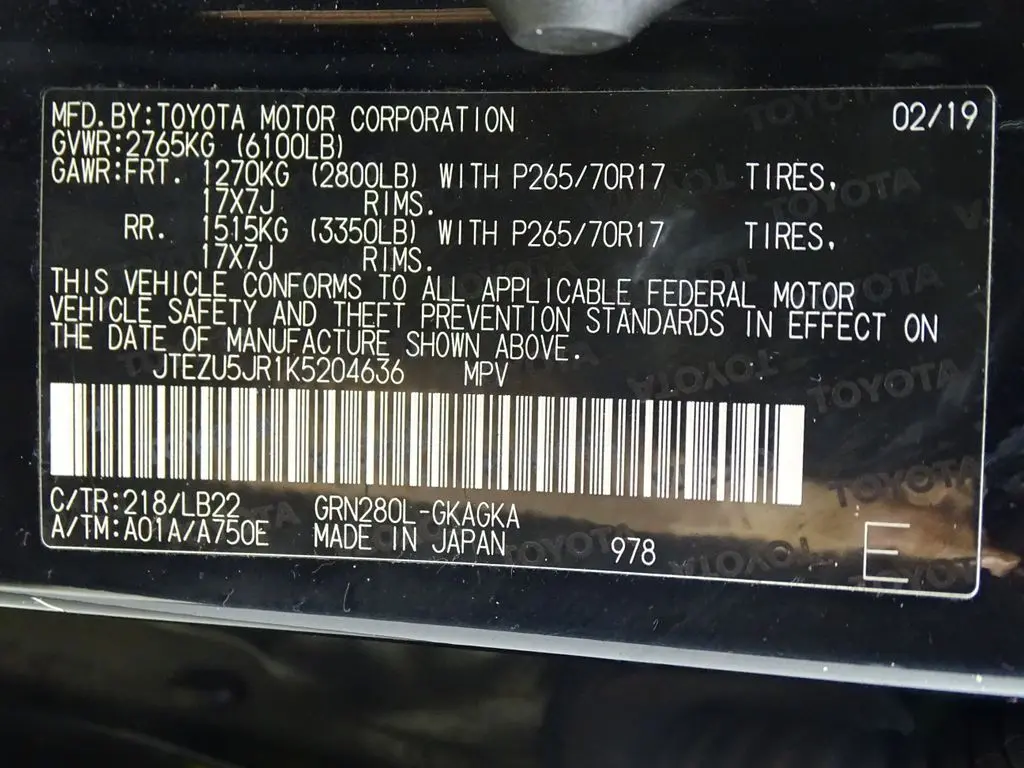 MFD. BY: TOYOTA MOTOR CORPORATION 02/19
GVWR: 2765KG (6100LB)
GAWR: FRT. 1270KG (2800LB) WITH P265/70R17 TIRES,
17X7J RIMS.
RR. 1515KG (3350LB) WITH P265/70R17 TIRES,
17X7J RIMS.
THIS VEHICLE CONFORMS TO ALL APPLICABLE FEDERAL MOTOR
VEHICLE SAFETY AND THEFT PREVENTION STANDARDS IN EFFECT ON
THE DATE OF MANUFACTURE SHOWN ABOVE.
JTEZU5JR1K5204636 MPV
C/TR: 218/LB22 GRN280L-GKAGKA
A/TM: A01A/A750E MADE IN JAPAN 978 E